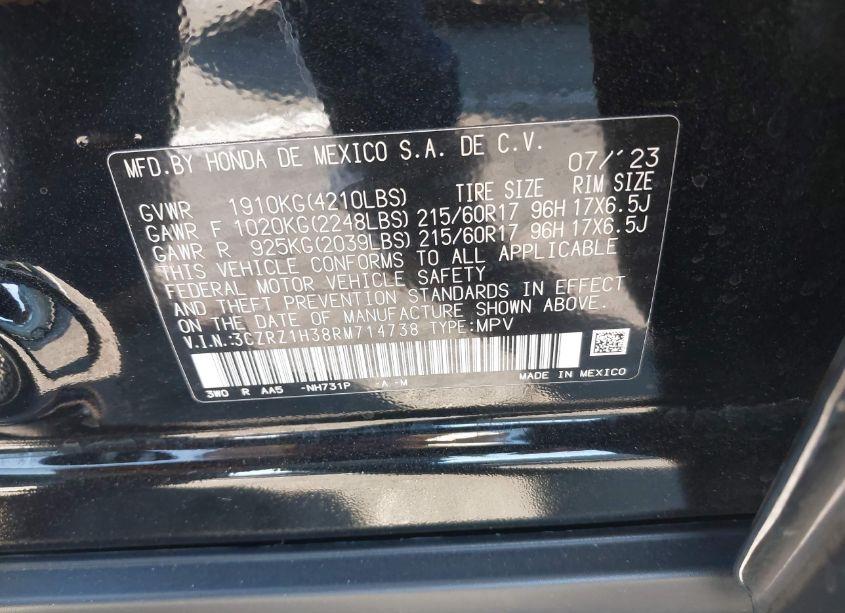 MFD.BY HONDA DE MEXICO S.A. DE C.V. 07/'23
GVWR 1910KG(4210LBS) TIRE SIZE RIM SIZE
GAWR F 1020KG(2248LBS) 215/60R17 96H 17X6.5J
GAWR R 925KG(2039LBS) 215/60R17 96H 17X6.5J
THIS VEHICLE CONFORMS TO ALL APPLICABLE
FEDERAL MOTOR VEHICLE SAFETY
AND THEFT PREVENTION STANDARDS IN EFFECT
ON THE DATE OF MANUFACTURE SHOWN ABOVE.
V.I.N:3CZRZ1H38RM714738 TYPE:MPV
3W0 R AA5 -NH731P -A -M MADE IN MEXICO